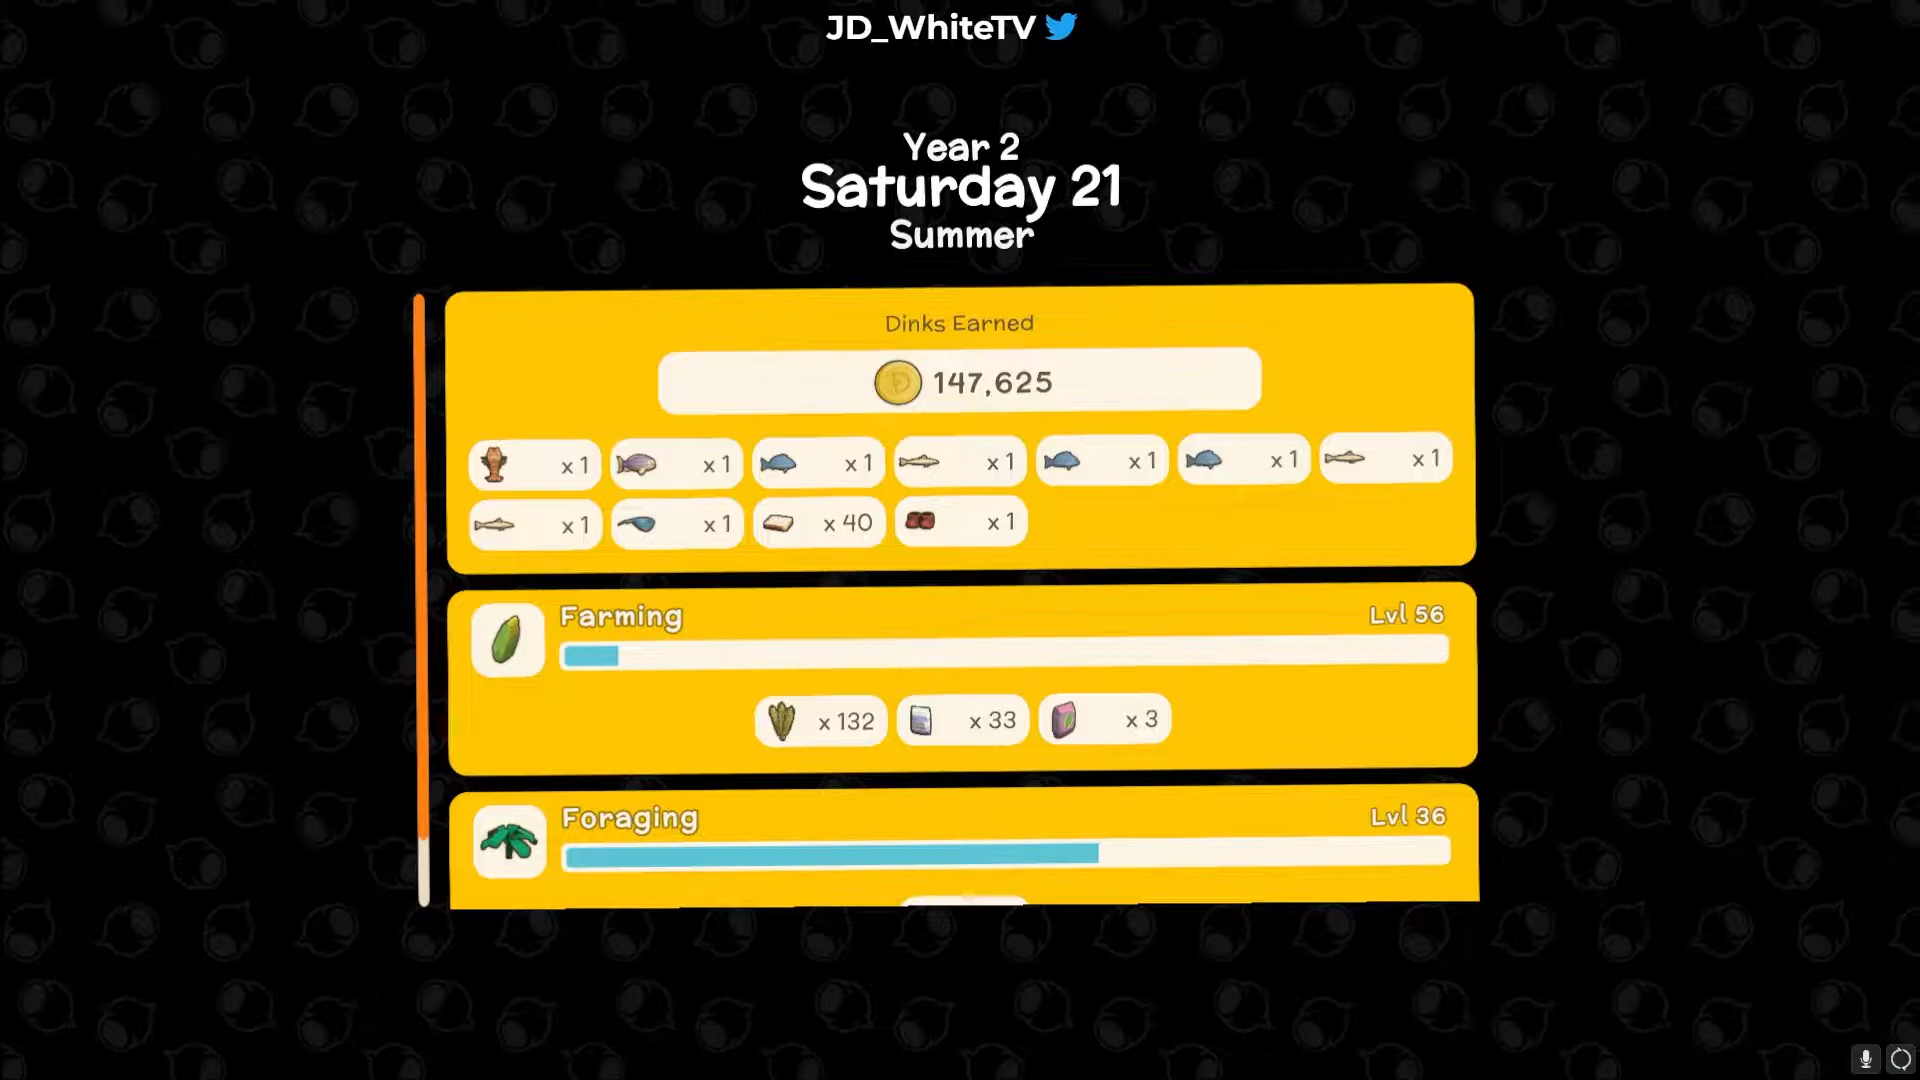 JD_WhiteTV
Year 2
Saturday 21
Summer
Dinks Earned
147,625
x 1 x 1 x 1 x 1 x 1 x 1 x 1
x 1 x 1 x 40 x 1
Farming Lvl 56
x 132 x 33 x 3
Foraging Lvl 36